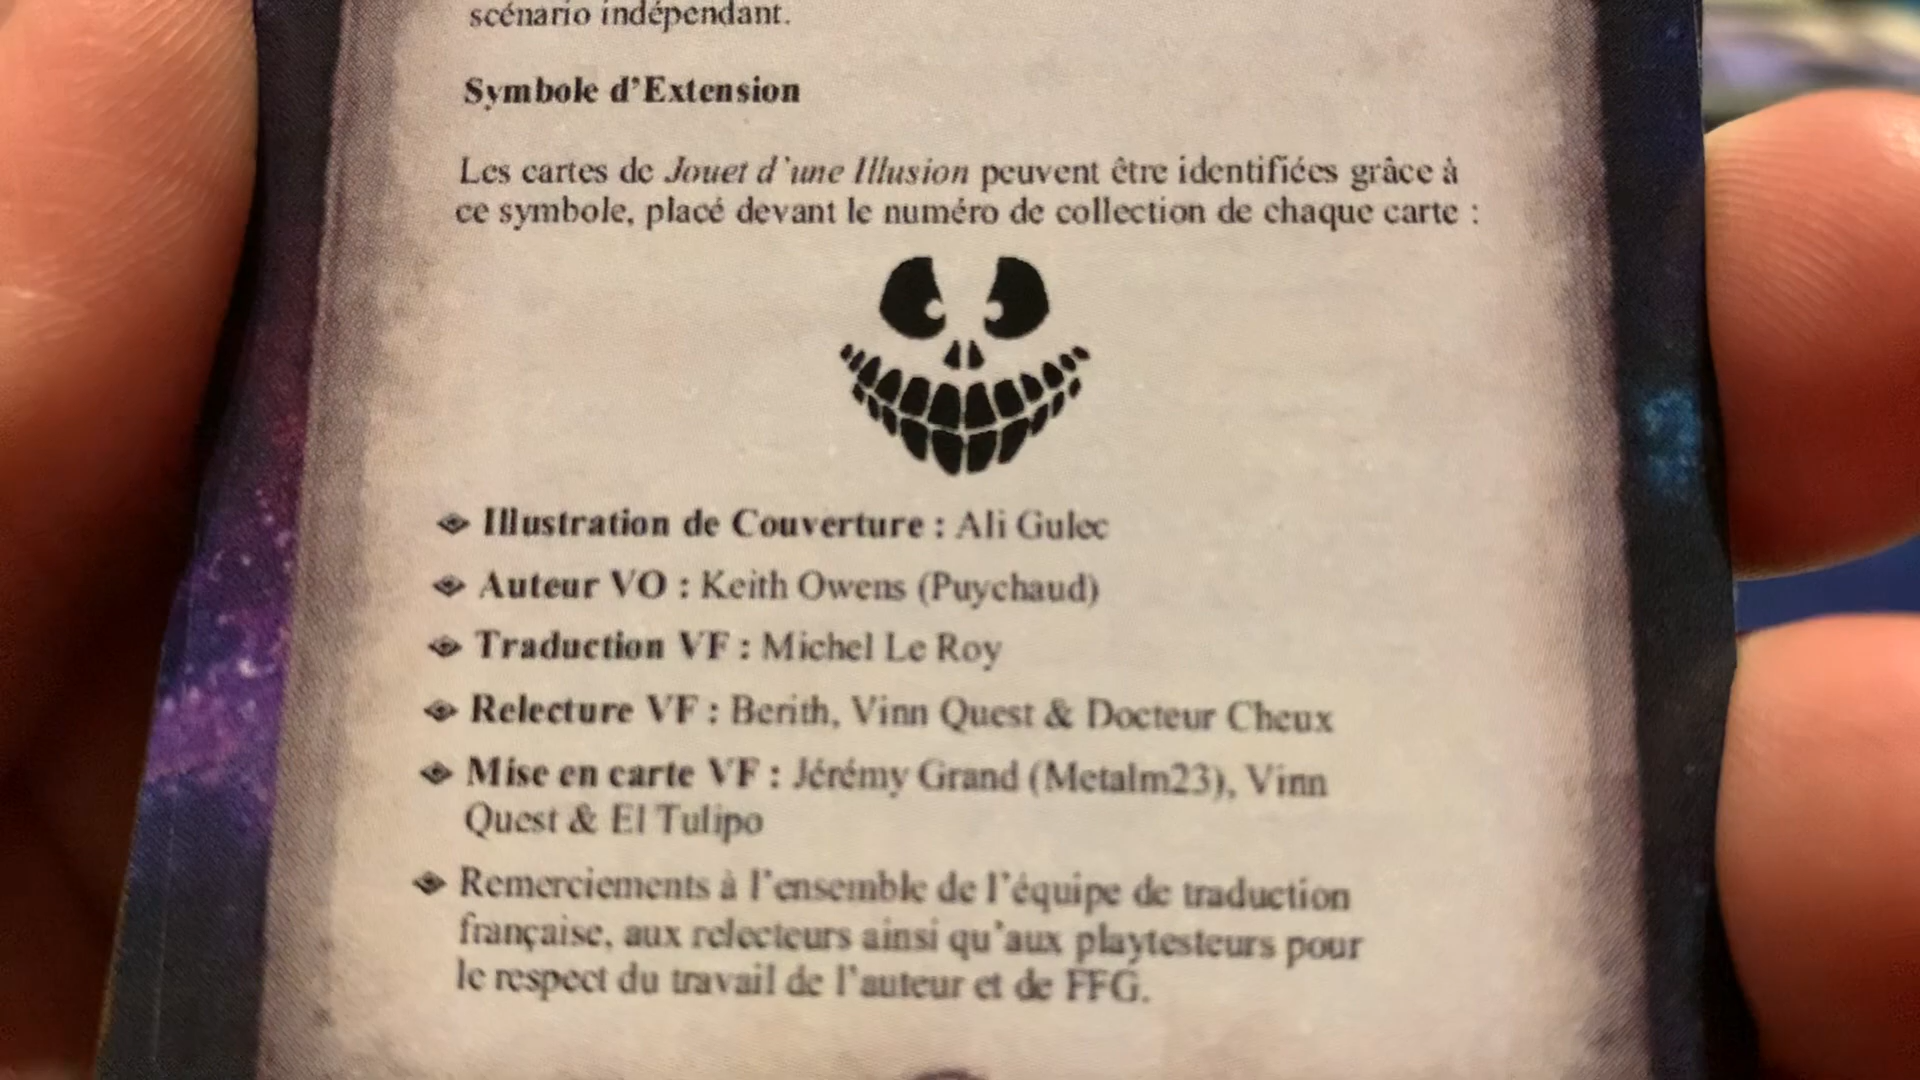 scénario indépendant.
Symbole d'Extension
Les cartes de Jouet d'une Illusion peuvent être identifiées grâce à
ce symbole, placé devant le numéro de collection de chaque carte :
Illustration de Couverture : Ali Gulec
Auteur VO : Keith Owens (Puychaud)
Traduction VF : Michel Le Roy
Relecture VF : Berith, Vinn Quest & Docteur Cheux
Mise en carte VF : Jérémy Grand (Metalm23), Vinn
Quest & El Tulipo
Remerciements à l'ensemble de l'équipe de traduction
française, aux relecteurs ainsi qu'aux playtesteurs pour
le respect du travail de l'auteur et de FFG.